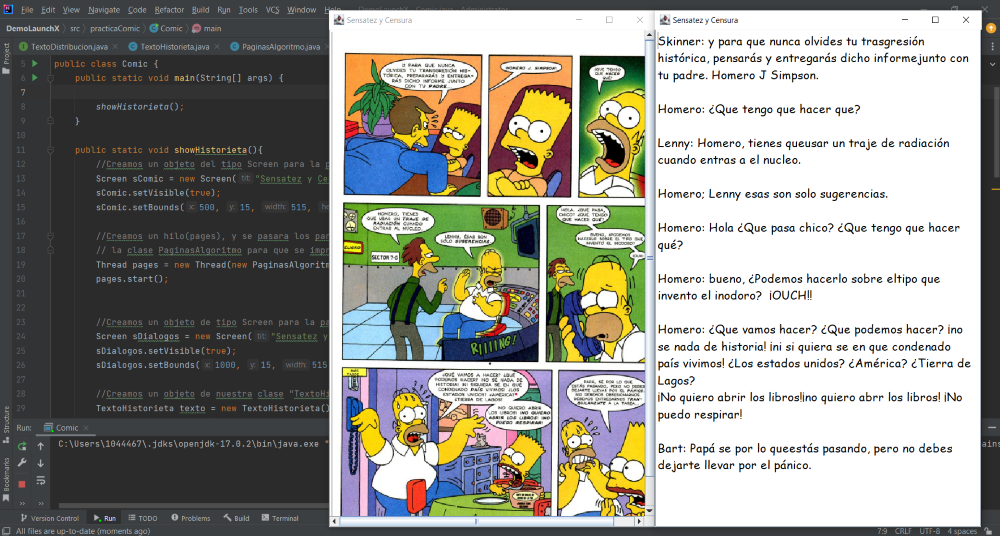 File Edit View Navigate Code Refactor Build Run Tools VCS Window Help
DemoLaunchX src practicaComic Comic main
TextoDistribucion.java TextoHistorieta.java PaginasAlgoritmo.java
Project
5 public class Comic {
6 public static void main(String[] args) {
7
8 showHistorieta();
9 }
10
11 public static void showHistorieta(){
12 //Creamos un objeto del tipo Screen para la p
13 Screen sComic = new Screen( tit: "Sensatez y Ce
14 sComic.setVisible(true);
15 sComic.setBounds( x: 500, y: 15, width: 515,
16
17 //Creamos un hilo(pages), y se pasara los par
18 // la clase PaginasAlgoritmo para que se impr
19 Thread pages = new Thread(new PaginasAlgoritm
20 pages.start();
21
22
23 //Creamos un objeto de tipo Screen para la pa
24 Screen sDialogos = new Screen( tit: "Sensatez y
25 sDialogos.setVisible(true);
26 sDialogos.setBounds( x: 1000, y: 15, width: 515
27
28 //Creamos un objeto de nuestra clase "TextoHi
29 TextoHistorieta texto = new TextoHistorieta()
Structure
Bookmarks
Run: Comic
C:\Users\1044467\.jdks\openjdk-17.0.2\bin\java.exe "
Version Control Run TODO Problems Build Terminal
All files are up-to-date (moments ago)
Sensatez y Censura
Y PARA QUE NUNCA
OLVIDES TU TRANSGRESIÓN HIS-
TÓRICA, PREPARARÁS Y ENTREGA-
RÁS DICHO INFORME JUNTO
CON TU PADRE...
HOMERO J. SIMPSON!
¿QUE TENGO
QUE HACER
QUÉ?
HOMERO, TIENES
QUE USAR UN TRAJE DE
RADIACIÓN CUANDO
ENTRAS AL NÚCLEO.
LENNY, ESAS SON
SÓLO SUGERENCIAS.
SECTOR 7-G
RIIIING!
HOLA. ¿QUÉ PASA,
CHICO? ¿QUE TENGO
QUE HACER QUÉ?
BUENO, ¿PODEMOS
HACERLO SOBRE EL TIPO QUE
INVENTÓ EL INODORO?
¿QUÉ VAMOS A HACER? ¿QUÉ
PODEMOS HACER? ¡NO SÉ NADA DE
HISTORIA! ¡NI SIQUIERA SÉ EN QUÉ
CONDENADO PAÍS VIVIMOS! ¿LOS
ESTADOS UNIDOS? ¿AMÉRICA?
¿TIERRA DE LAGOS?
¡NO QUIERO ABRIR
LOS LIBROS! ¡NO QUIERO
ABRIR LOS LIBROS! ¡NO
PUEDO RESPIRAR!
PAPÁ, SÉ POR LO QUE
ESTÁS PASANDO, PERO NO DEBES
DEJARTE LLEVAR POR EL PÁNICO.
Sensatez y Censura
Skinner: y para que nunca olvides tu trasgresión
histórica, pensarás y entregarás dicho informejunto con
tu padre. Homero J Simpson.
Homero: ¿Que tengo que hacer que?
Lenny: Homero, tienes queusar un traje de radiación
cuando entras a el nucleo.
Homero; Lenny esas son solo sugerencias.
Homero: Hola ¿Que pasa chico? ¿Que tengo que hacer
qué?
Homero: bueno, ¿Podemos hacerlo sobre eltipo que
invento el inodoro? ¡OUCH!!
Homero: ¿Que vamos hacer? ¿Que podemos hacer? ¡no
se nada de historia! ¡ni si quiera se en que condenado
país vivimos! ¿Los estados unidos? ¿América? ¿Tierra de
Lagos?
¡No quiero abrir los libros!¡no quiero abrr los libros! ¡No
puedo respirar!
Bart: Papá se por lo queestás pasando, pero no debes
dejarte llevar por el pánico.
7:9 CRLF UTF-8 4 spaces